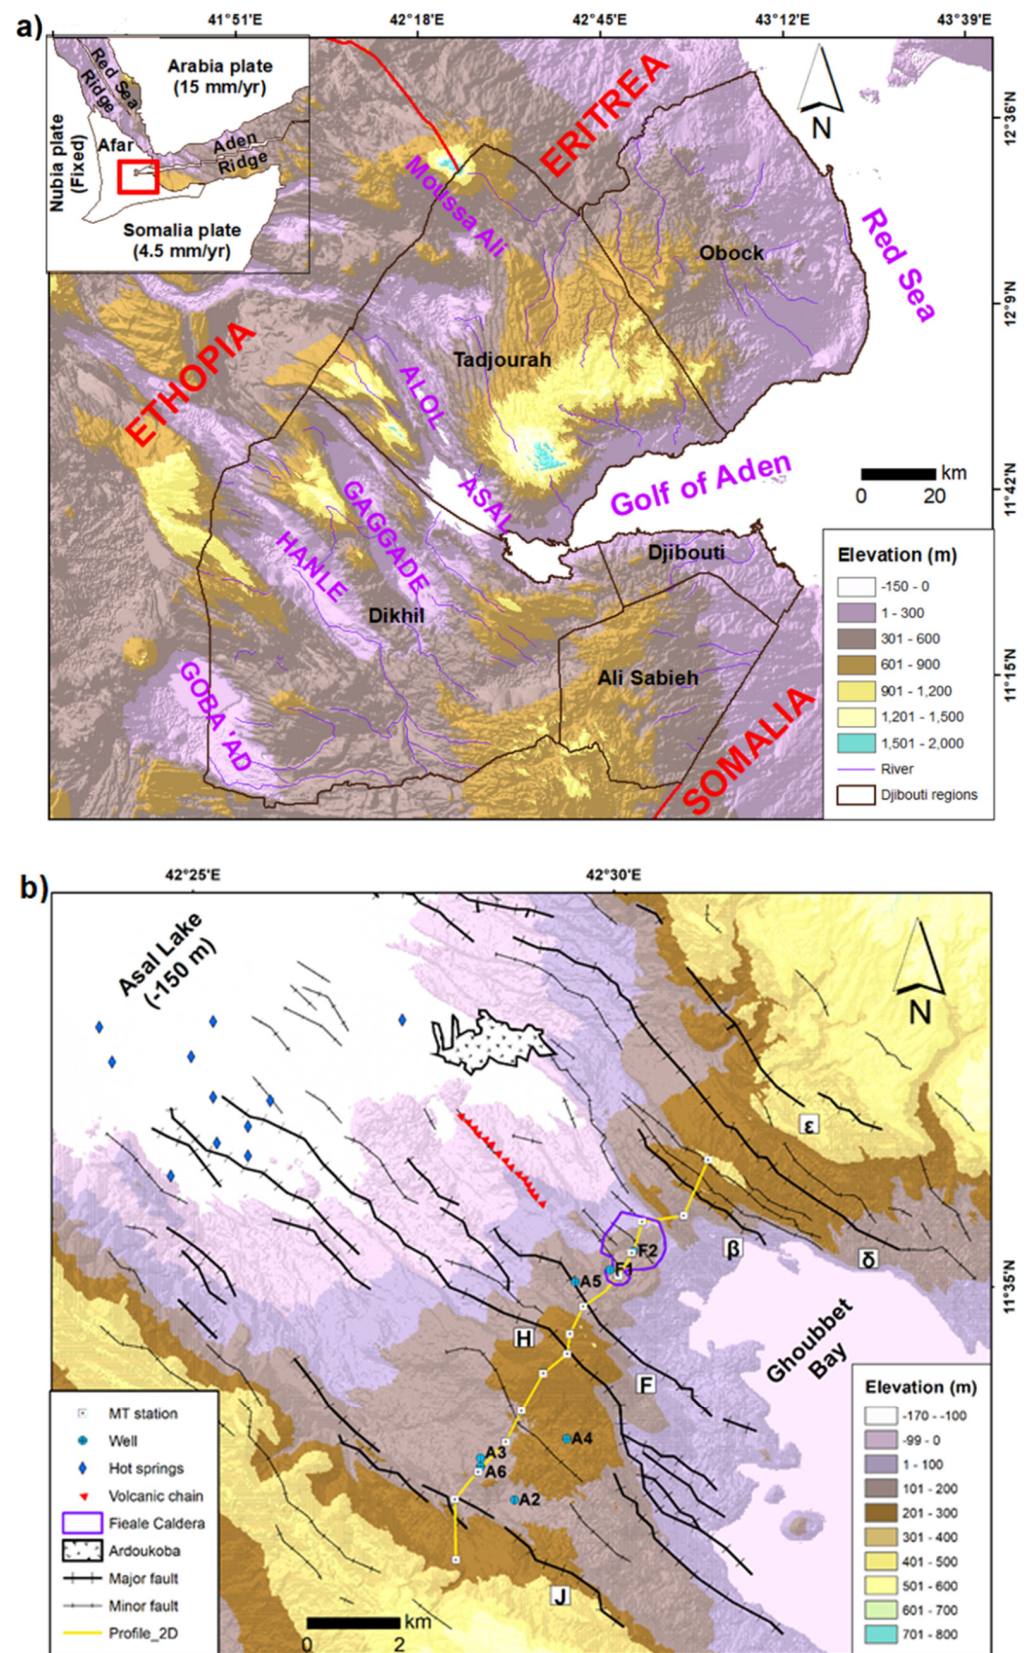 a)
41°51'E
42°18'E
42°45'E
43°12'E
43°39'E
Red Sea
Ridge
Arabia plate
(15 mm/yr)
Nubia plate
(Fixed)
Afar
Aden
Ridge
Somalia plate
(4.5 mm/yr)
ERITREA
N
12°36'N
Moussa Ali
Obock
Red Sea
12°9'N
ETHOPIA
Tadjourah
ALOL
ASAL
Golf of Aden
km
0 20
11°42'N
GAGGADE
HANLE
Djibouti
Dikhil
Ali Sabieh
11°15'N
GOBA 'AD
SOMALIA
Elevation (m)
-150 - 0
1 - 300
301 - 600
601 - 900
901 - 1,200
1,201 - 1,500
1,501 - 2,000
River
Djibouti regions
b)
42°25'E
42°30'E
Asal Lake
(-150 m)
N
ε
β
δ
F2
F1
A5
11°35'N
H
Ghoubbet
Bay
F
A4
A3
A6
A2
J
MT station
Well
Hot springs
Volcanic chain
Fieale Caldera
Ardoukoba
Major fault
Minor fault
Profile_2D
km
0 2
Elevation (m)
-170 - -100
-99 - 0
1 - 100
101 - 200
201 - 300
301 - 400
401 - 500
501 - 600
601 - 700
701 - 800